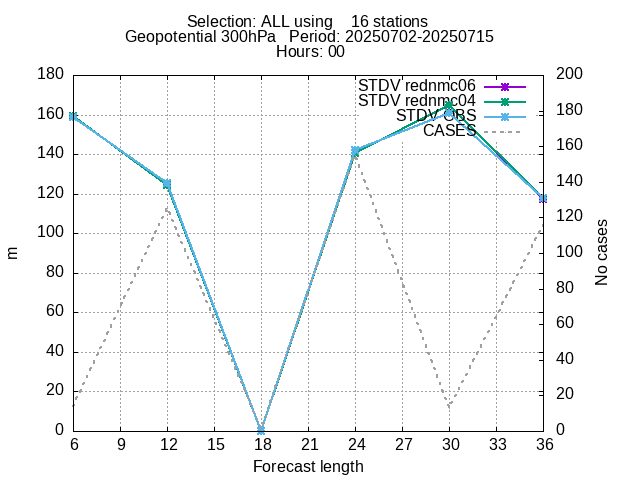 Selection: ALL using    16 stations
Geopotential 300hPa   Period: 20250702-20250715
Hours: 00
180
160
140
120
100
80
60
40
20
0
200
180
160
140
120
100
80
60
40
20
0
STDV rednmc06
STDV rednmc04
STDV OBS
CASES
m
No cases
6 9 12 15 18 21 24 27 30 33 36
Forecast length